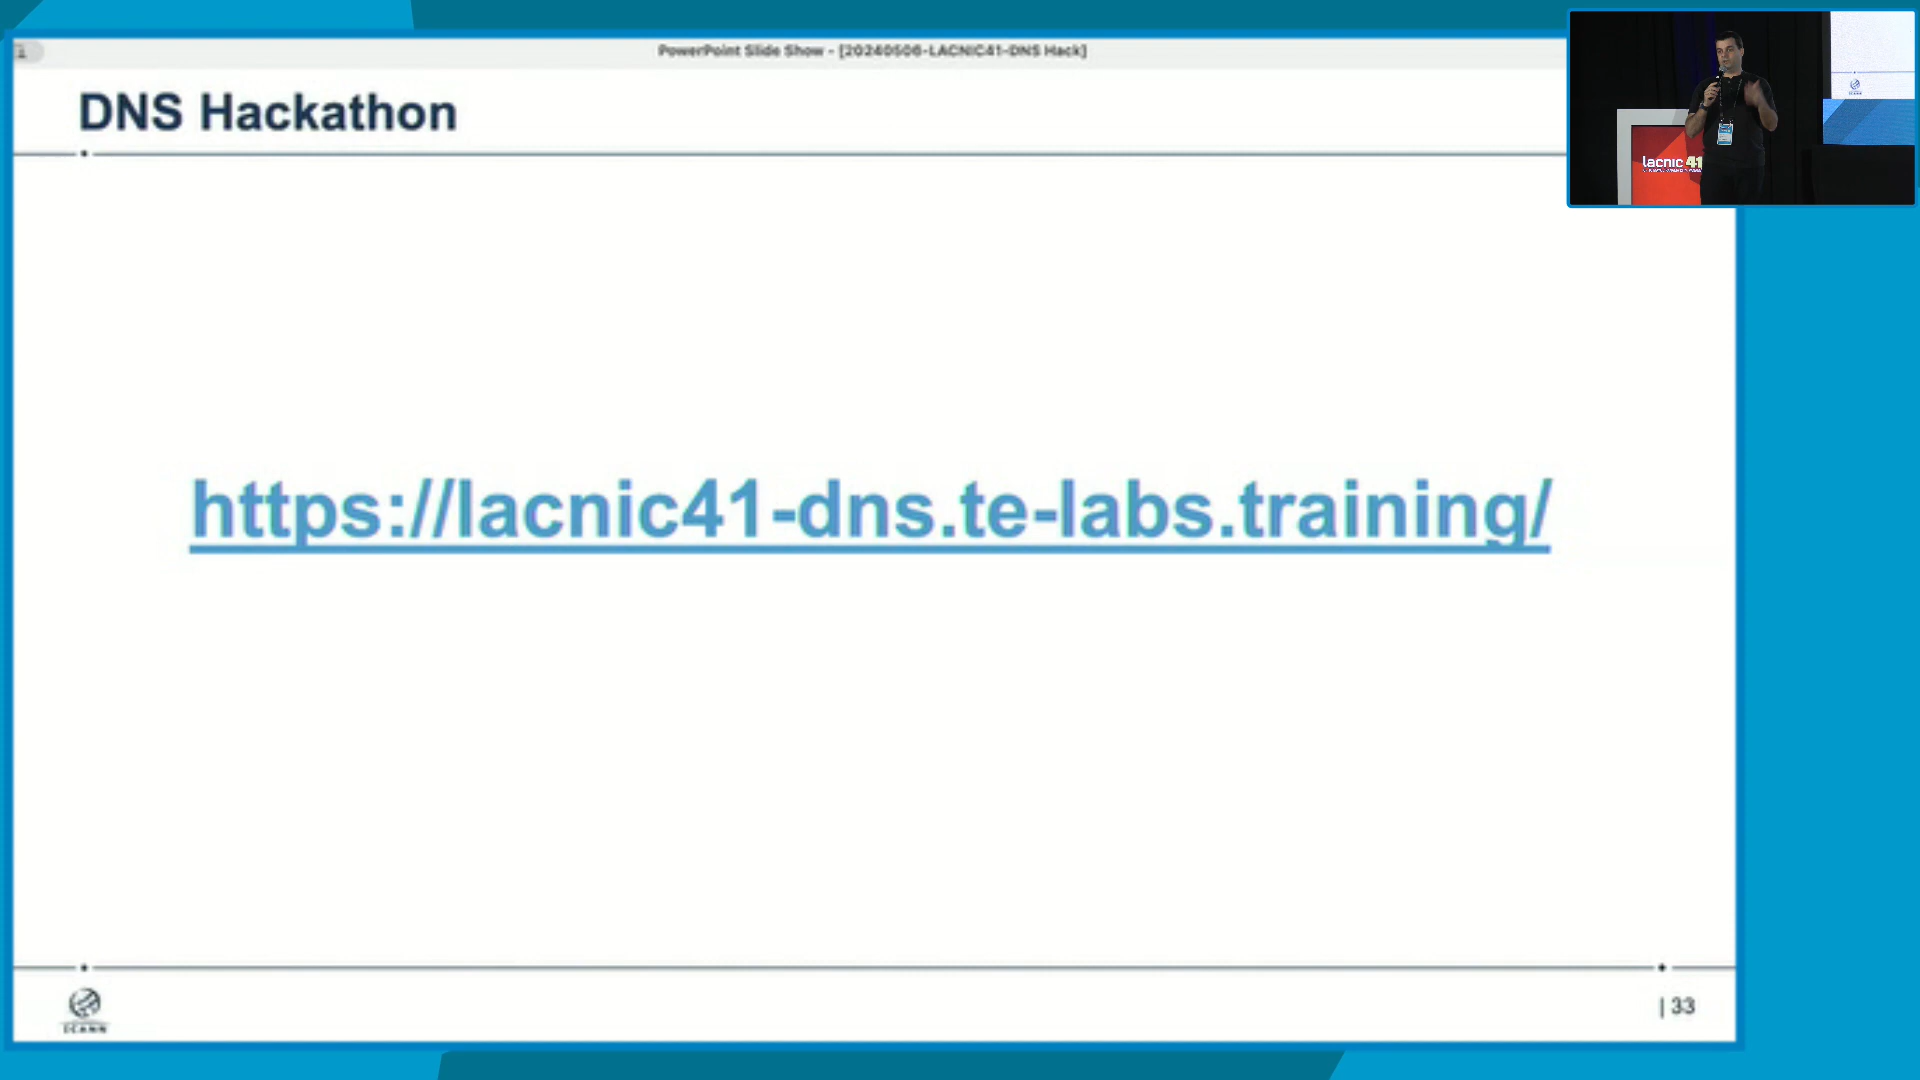 PowerPoint Slide Show - [20240506-LACNIC41-DNS Hack]
DNS Hackathon
lacnic 41
https://lacnic41-dns.te-labs.training/
ICANN
| 33